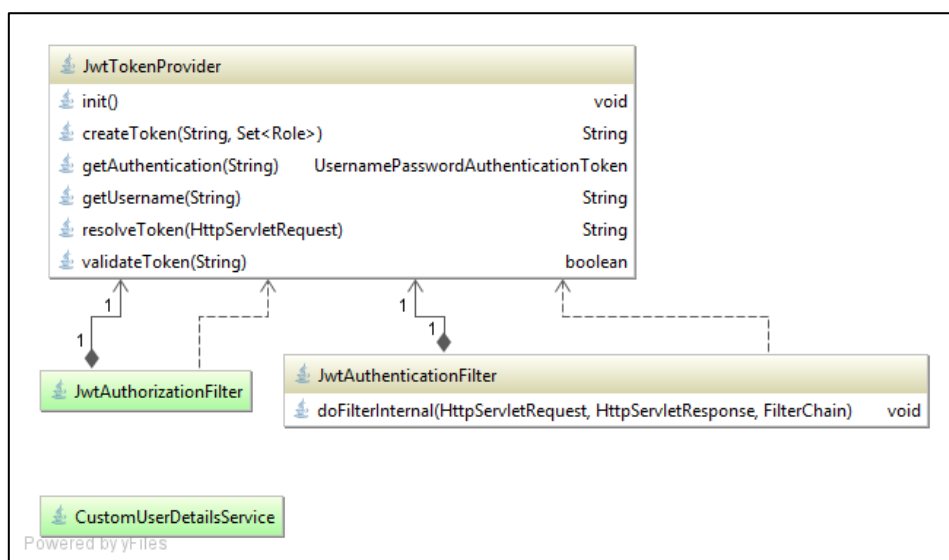 JwtTokenProvider
init() void
createToken(String, Set<Role>) String
getAuthentication(String) UsernamePasswordAuthenticationToken
getUsername(String) String
resolveToken(HttpServletRequest) String
validateToken(String) boolean
1 1
1 1
JwtAuthorizationFilter
JwtAuthenticationFilter
doFilterInternal(HttpServletRequest, HttpServletResponse, FilterChain) void
CustomUserDetailsService
Powered by yFiles